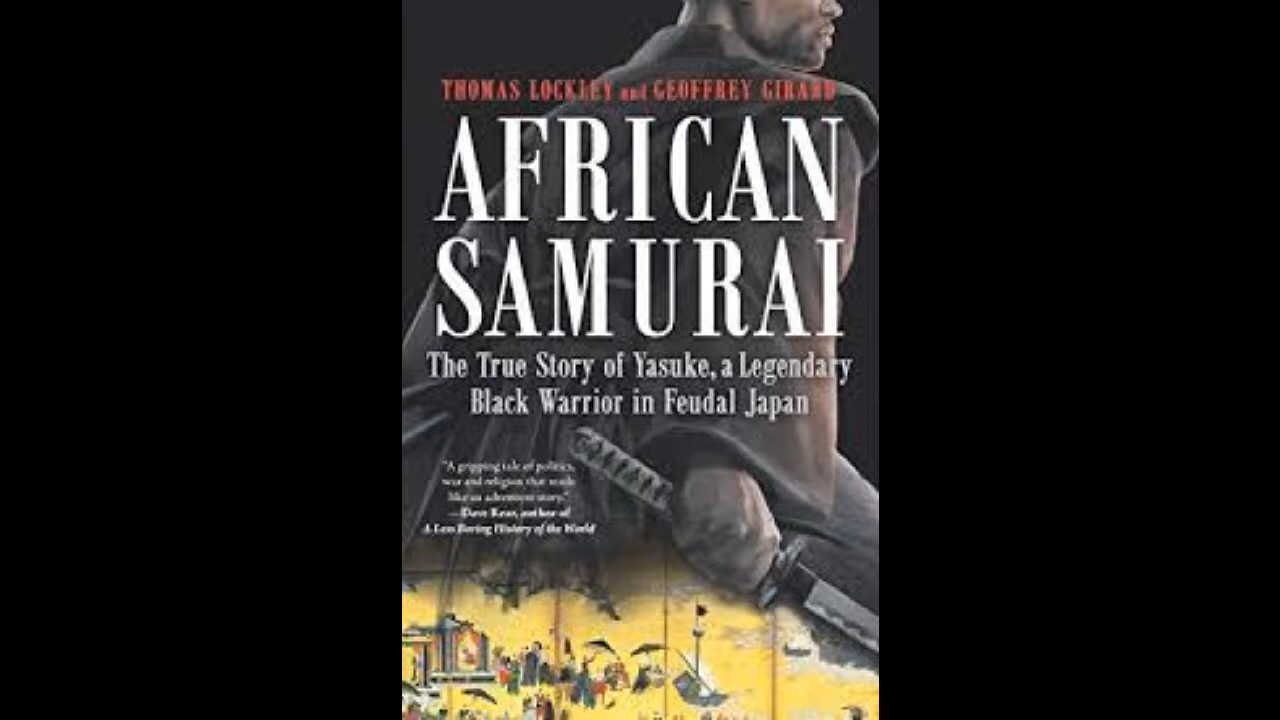 THOMAS LOCKLEY and GEOFFREY GIRARD
AFRICAN
SAMURAI
The True Story of Yasuke, a Legendary
Black Warrior in Feudal Japan
"A gripping tale of politics,
war and religion that reads
like an adventure story."
—Dave Rear, author of
A Less Boring History of the World